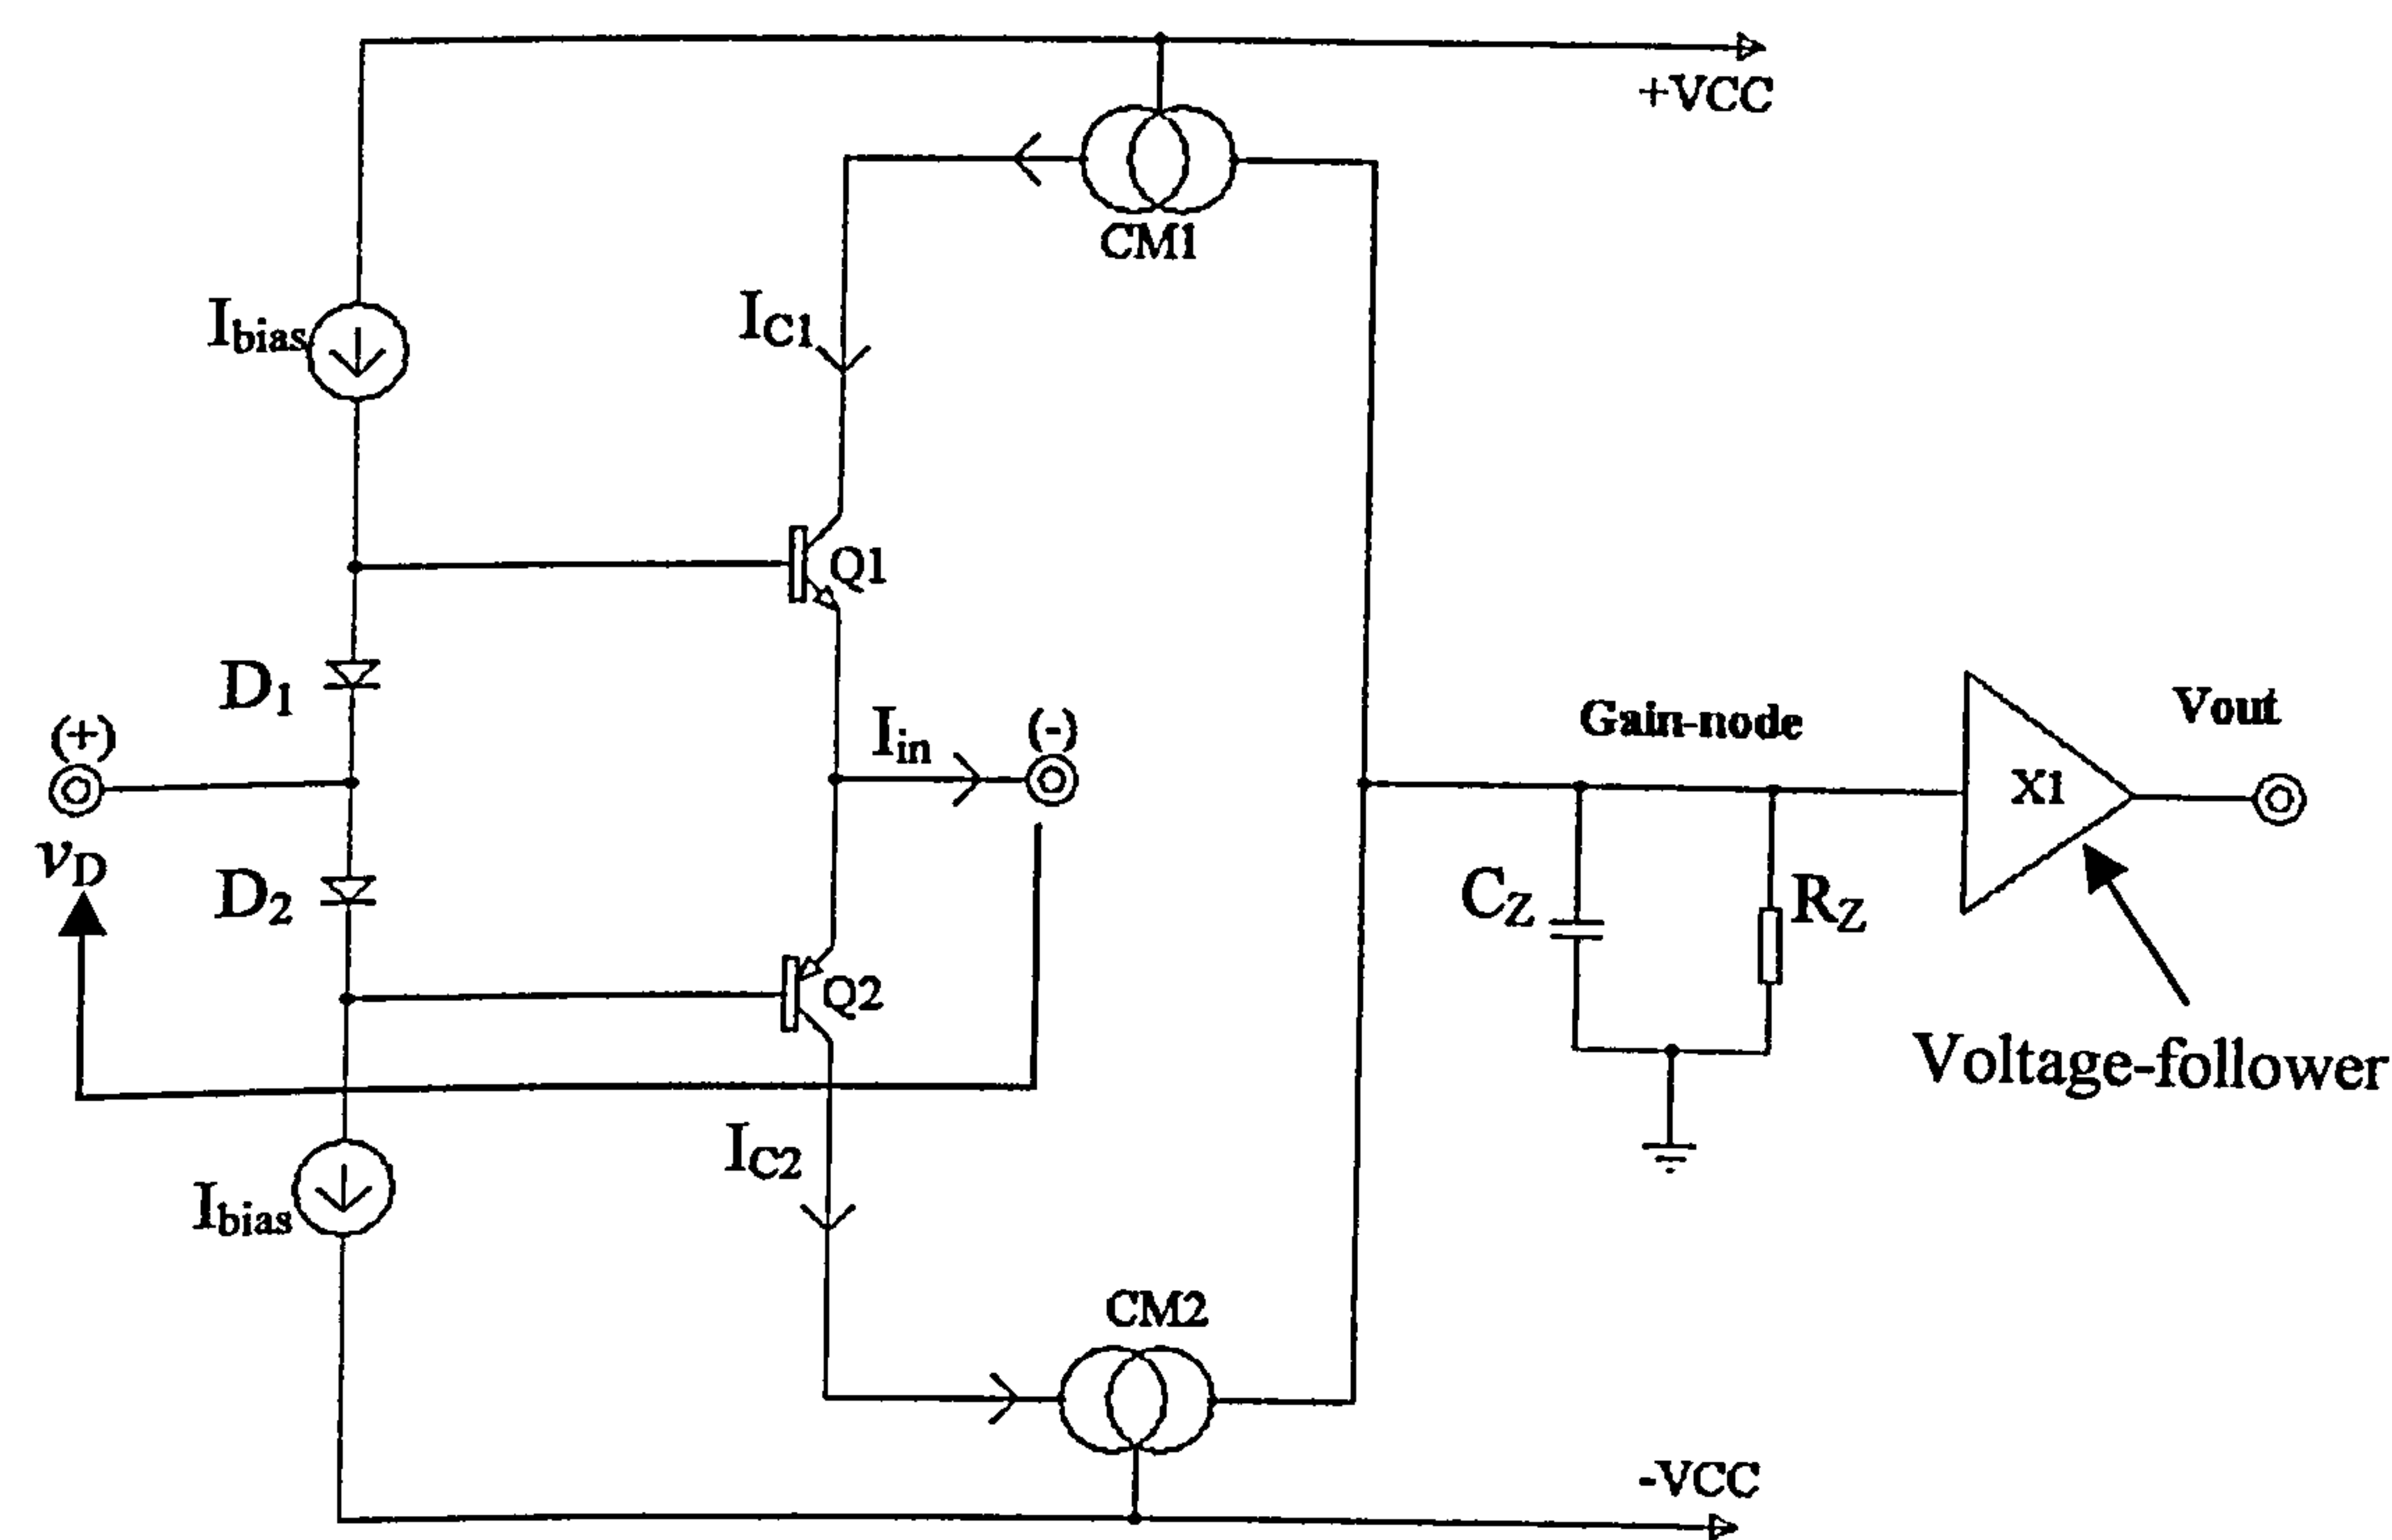 +VCC
CM1
Ibias
IC1
Q1
D1
(+)
Iin
(-)
Gain-node
Vout
X1
vD
D2
CZ
RZ
Q2
Voltage-follower
IC2
Ibias
CM2
-VCC